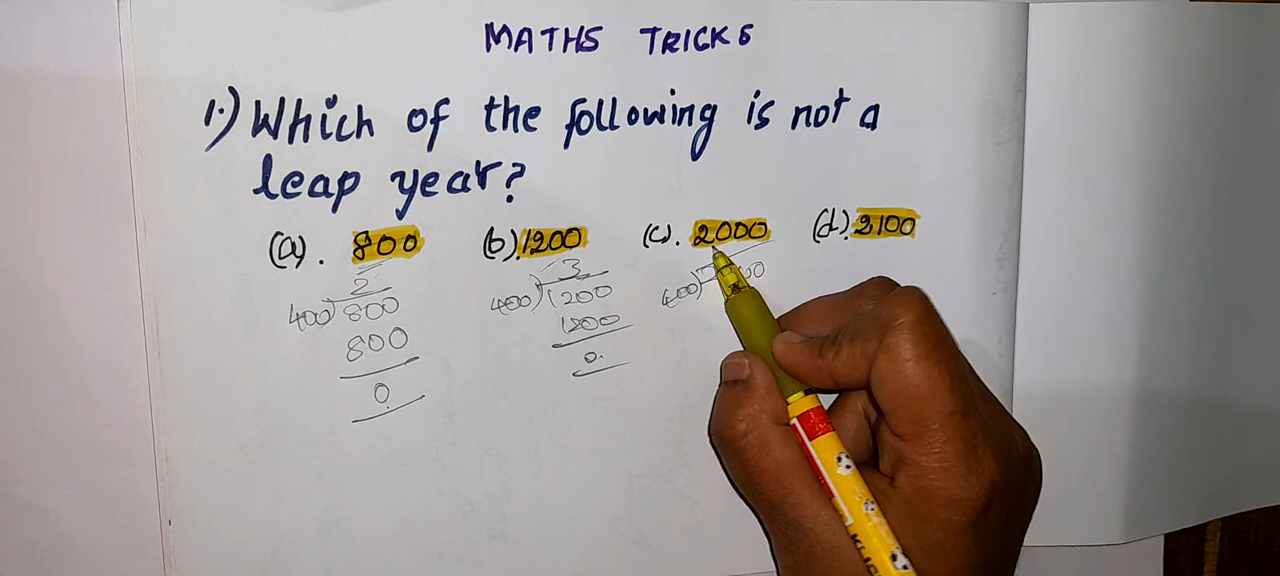 MATHS TRICKS
1.) Which of the following is not a
leap year?
(a). 800 (b). 1200 (c). 2000 (d). 2100
2 3
400) 800 400) 1200 400)
800 1200
0 0.